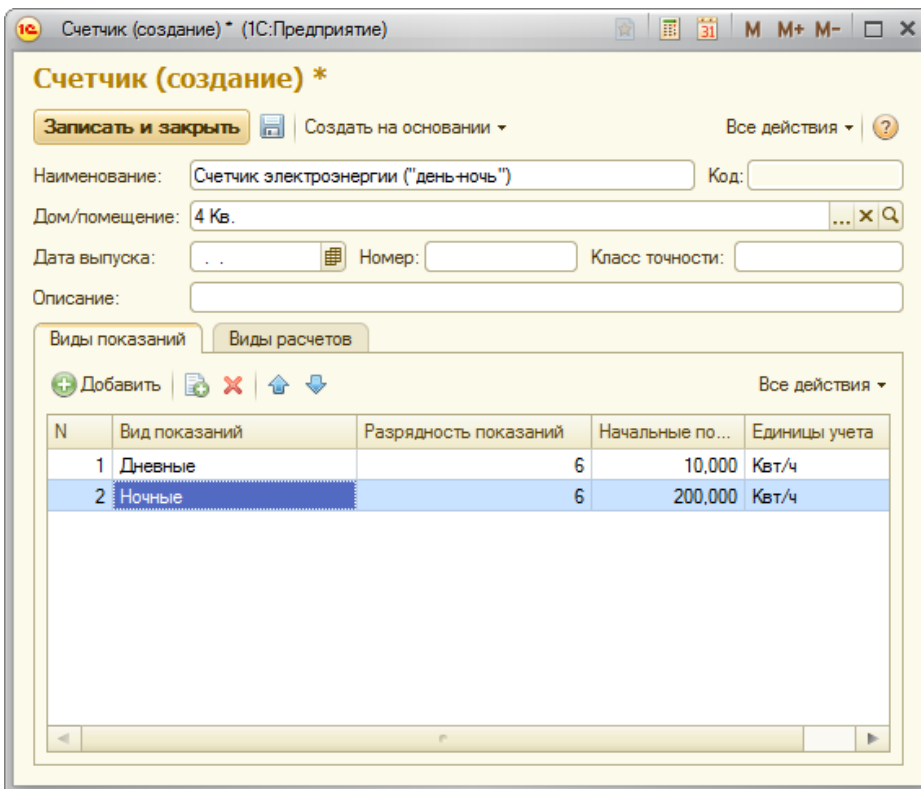 1С Счетчик (создание) * (1С:Предприятие) 31 M M+ M-
Счетчик (создание) *
Записать и закрыть Создать на основании Все действия ?
Наименование: Счетчик электроэнергии ("день+ночь") Код:
Дом/помещение: 4 Кв. ...
Дата выпуска: . . Номер: Класс точности:
Описание:
Виды показаний Виды расчетов
Добавить Все действия
N Вид показаний Разрядность показаний Начальные по... Единицы учета
1 Дневные 6 10,000 Квт/ч
2 Ночные 6 200,000 Квт/ч